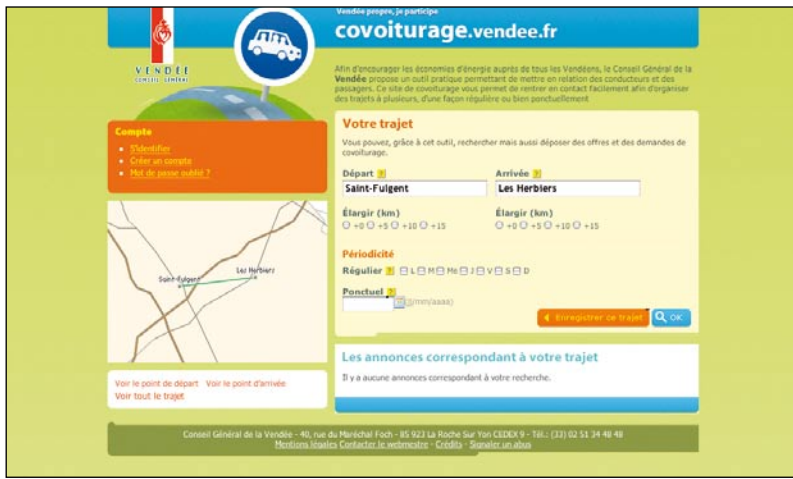 Vendée propre, je participe
covoiturage.vendee.fr
VENDÉE
CONSEIL GÉNÉRAL
Afin d'encourager les économies d'énergie auprès de tous les Vendéens, le Conseil Général de la
Vendée propose un outil pratique permettant de mettre en relation des conducteurs et des
passagers. Ce site de covoiturage vous permet de rentrer en contact facilement afin d'organiser
des trajets à plusieurs, d'une façon régulière ou bien ponctuellement
Compte
S'identifier
Créer un compte
Mot de passe oublié ?
Votre trajet
Vous pouvez, grâce à cet outil, rechercher mais aussi déposer des offres et des demandes de
covoiturage.
Départ ? Arrivée ?
Saint-Fulgent Les Herbiers
Élargir (km) Élargir (km)
+0 +5 +10 +15 +0 +5 +10 +15
Périodicité
Régulier ? L M Me J V S D
Ponctuel ?
(jj/mm/aaaa)
Enregistrer ce trajet OK
Saint-Fulgent Les Herbiers
Les annonces correspondant à votre trajet
Il y a aucune annonces correspondant à votre recherche.
Voir le point de départ Voir le point d'arrivée
Voir tout le trajet
Conseil Général de la Vendée - 40, rue du Maréchal Foch - 85 923 La Roche Sur Yon CEDEX 9 - Tél.: (33) 02 51 34 48 48
Mentions légales Contacter le webmestre - Crédits - Signaler un abus